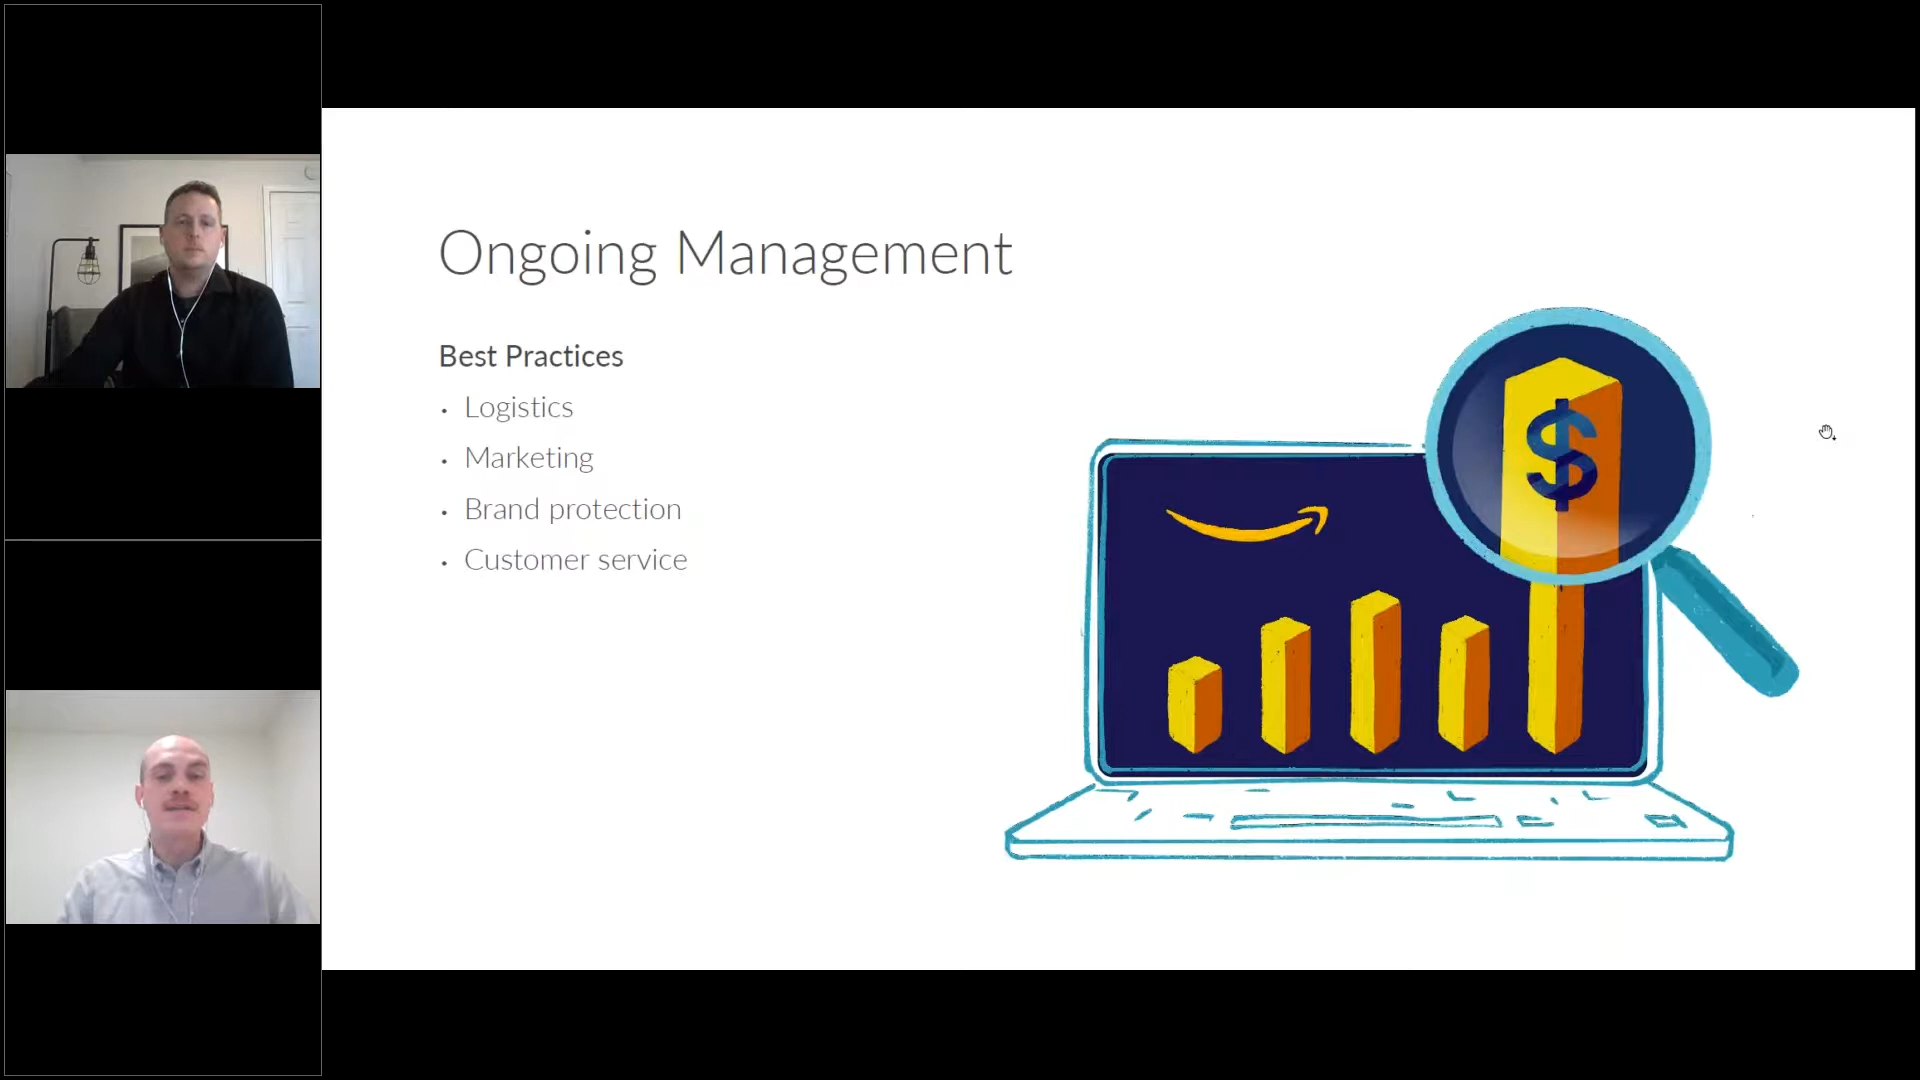 Ongoing Management
Best Practices
• Logistics
• Marketing
• Brand protection
• Customer service
$